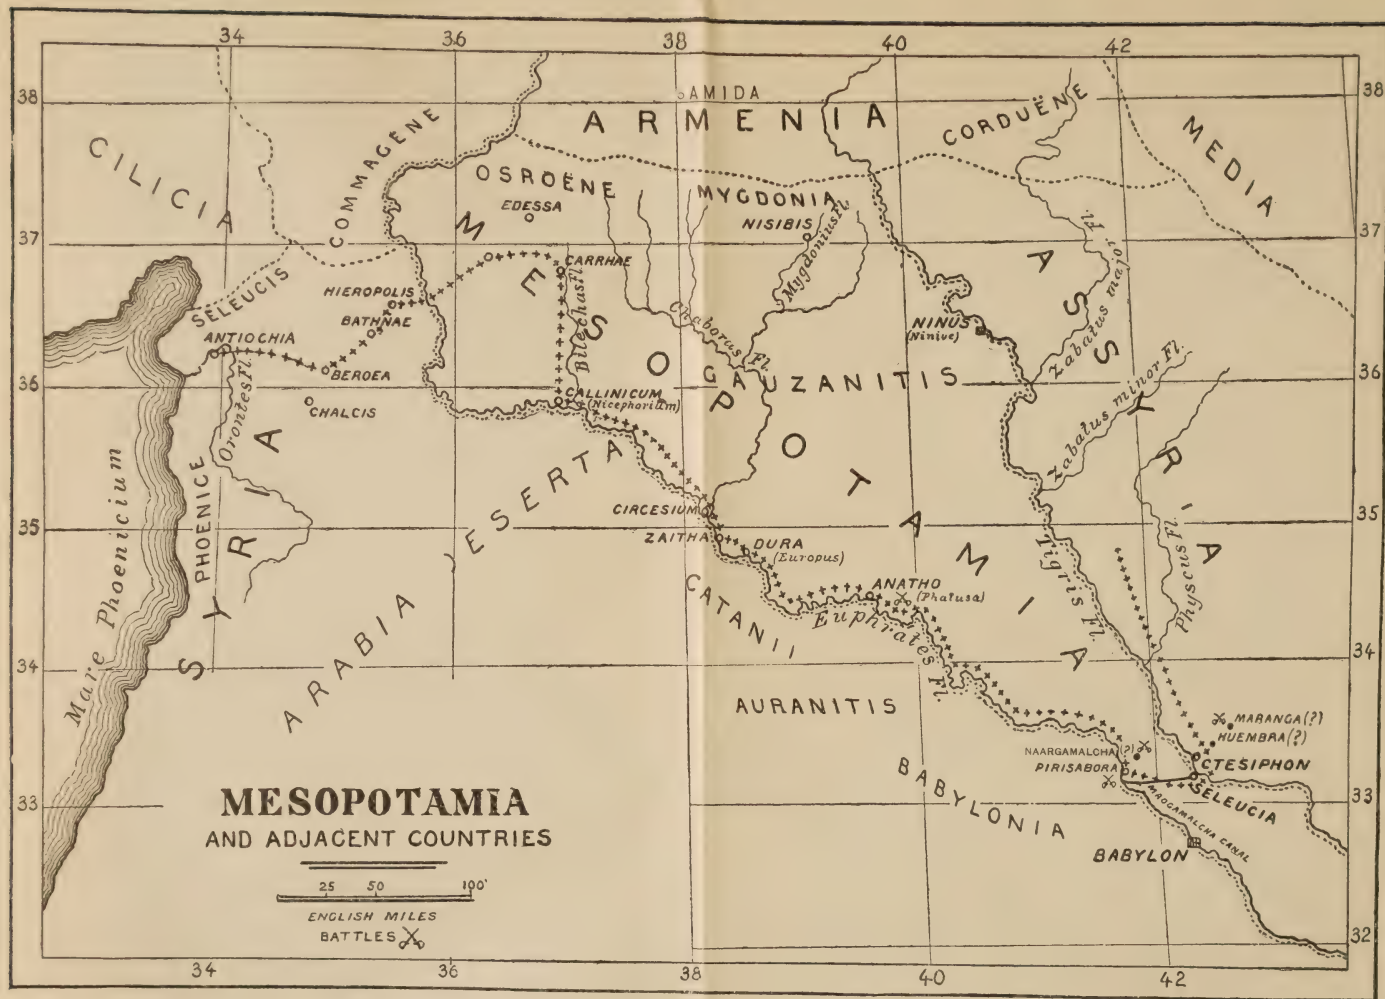 34
36
38
40
42
38
AMIDA
38
ARMENIA
CORDUËNE
MEDIA
CILICIA
COMMAGÈNE
OSROËNE
EDESSA
MYGDONIA
NISIBIS
Mygdonius Fl.
37
37
MESOPOTAMIA
ASSYRIA
SELEUCIS
HIEROPOLIS
BATHNAE
CARRHAE
Bilechas Fl.
Chaborus Fl.
NINUS
(Ninive)
Zabatus major Fl.
ANTIOCHIA
Orontes Fl.
BEROEA
CHALCIS
36
36
GAUZANITIS
CALLINICUM
(Nicephorium)
Zabatus minor Fl.
Mare Phoenicium
PHOENICE
SYRIA
ARABIA
ESERTA
35
35
CIRCESIUM
ZAITHA
DURA
(Europus)
CATANII
ANATHO
(Phatusa)
Euphrates Fl.
Tigris Fl.
Physcus Fl.
34
34
AURANITIS
MARANGA (?)
HUEMBRA (?)
NAARGAMALCHA (?)
PIRISABORA
CTESIPHON
SELEUCIA
MAOGAMALCHA CANAL
BABYLON
BABYLONIA
33
33
MESOPOTAMIA
AND ADJACENT COUNTRIES
25 50 100'
ENGLISH MILES
BATTLES
32
34
36
38
40
42